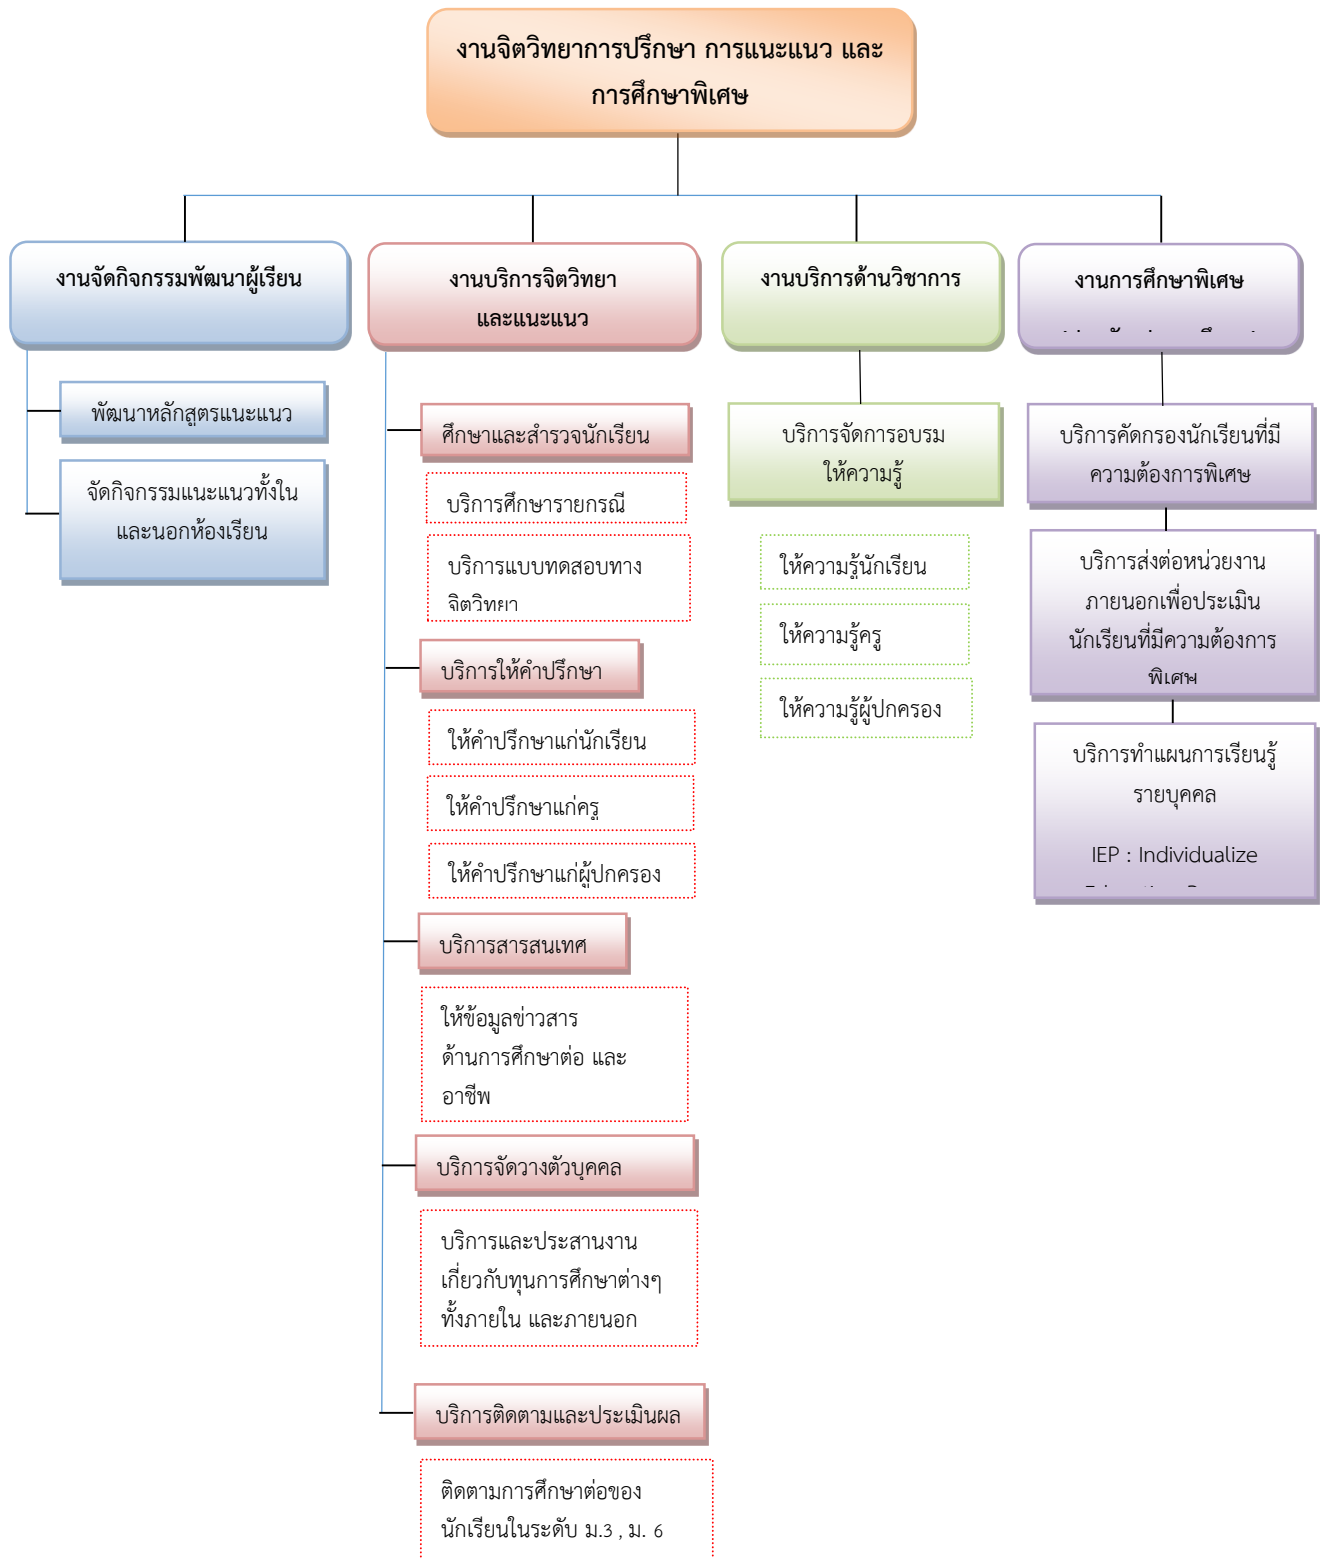 งานจิตวิทยาการปรึกษา การแนะแนว และ
การศึกษาพิเศษ
งานจัดกิจกรรมพัฒนาผู้เรียน
พัฒนาหลักสูตรแนะแนว
จัดกิจกรรมแนะแนวทั้งใน
และนอกห้องเรียน
งานบริการจิตวิทยา
และแนะแนว
ศึกษาและสำรวจนักเรียน
บริการศึกษารายกรณี
บริการแบบทดสอบทาง
จิตวิทยา
บริการให้คำปรึกษา
ให้คำปรึกษาแก่นักเรียน
ให้คำปรึกษาแก่ครู
ให้คำปรึกษาแก่ผู้ปกครอง
บริการสารสนเทศ
ให้ข้อมูลข่าวสาร
ด้านการศึกษาต่อ และ
อาชีพ
บริการจัดวางตัวบุคคล
บริการและประสานงาน
เกี่ยวกับทุนการศึกษาต่างๆ
ทั้งภายใน และภายนอก
บริการติดตามและประเมินผล
ติดตามการศึกษาต่อของ
นักเรียนในระดับ ม.3 , ม. 6
งานบริการด้านวิชาการ
บริการจัดการอบรม
ให้ความรู้
ให้ความรู้นักเรียน
ให้ความรู้ครู
ให้ความรู้ผู้ปกครอง
งานการศึกษาพิเศษ
บริการคัดกรองนักเรียนที่มี
ความต้องการพิเศษ
บริการส่งต่อหน่วยงาน
ภายนอกเพื่อประเมิน
นักเรียนที่มีความต้องการ
พิเศษ
บริการทำแผนการเรียนรู้
รายบุคคล
IEP : Individualize